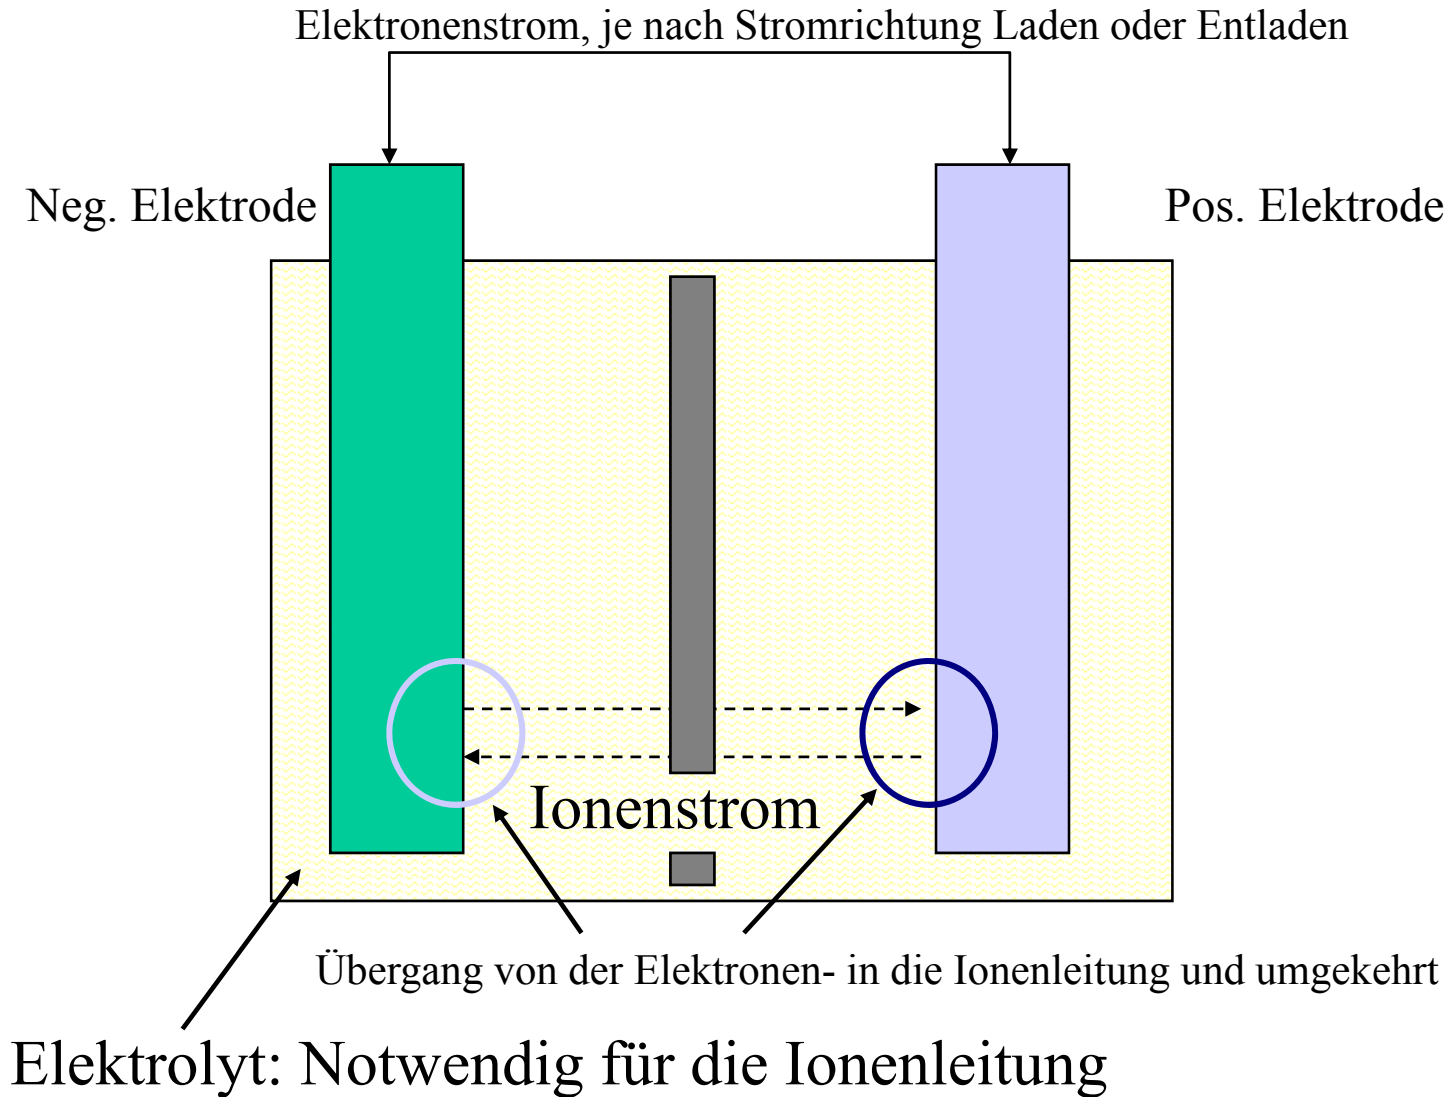 Elektronenstrom, je nach Stromrichtung Laden oder Entladen
Neg. Elektrode
Pos. Elektrode
Ionenstrom
Übergang von der Elektronen- in die Ionenleitung und umgekehrt
Elektrolyt: Notwendig für die Ionenleitung